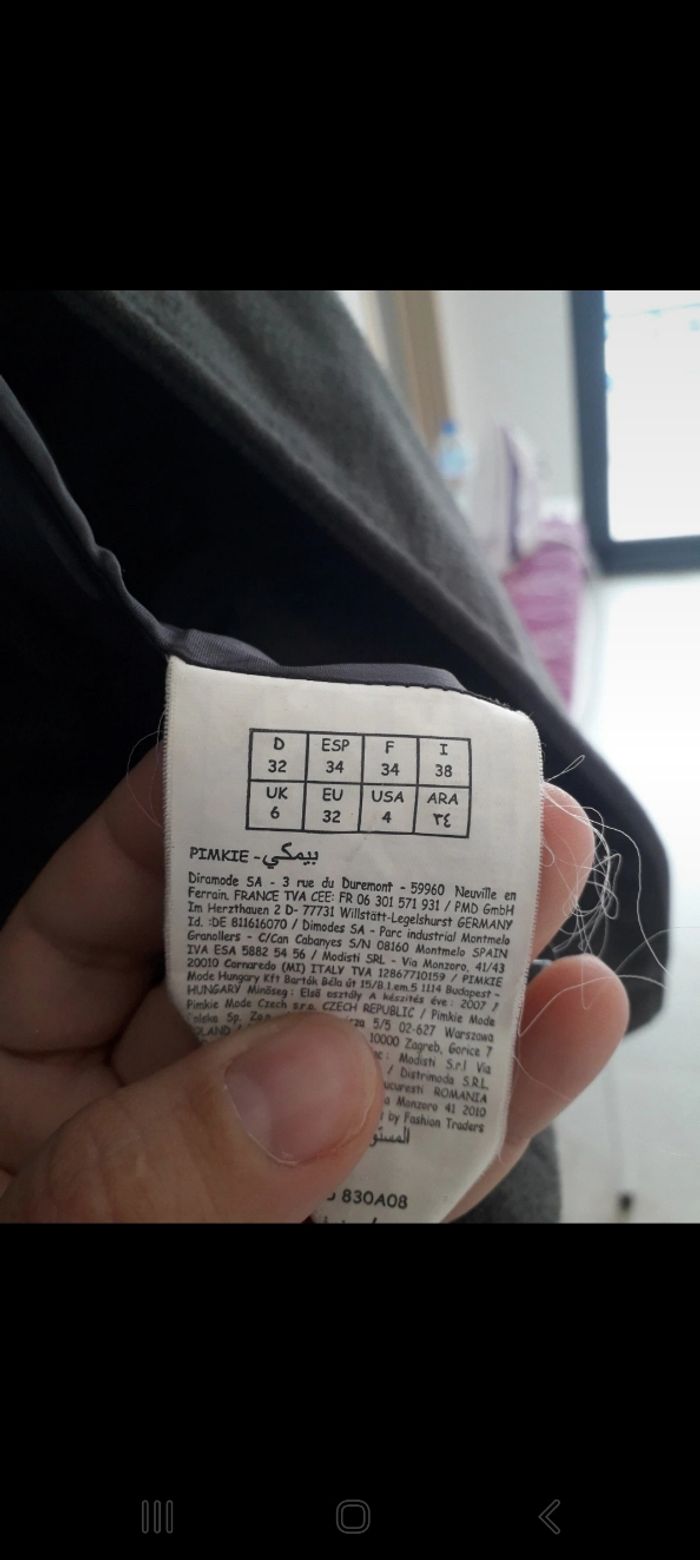 D ESP F I
32 34 34 38
UK EU USA ARA
6 32 4 ٣٤
PIMKIE - بيمكي
Diramode SA - 3 rue du Duremont - 59960 Neuville en
Ferrain. FRANCE TVA CEE: FR 06 301 571 931 / PMD GmbH
Im Herzthauen 2 D- 77731 Willstätt-Legelshurst GERMANY
Id. :DE 811616070 / Dimodes SA - Parc industrial Montmelo
Granollers - C/Can Cabanyes S/N 08160 Montmelo SPAIN
IVA ESA 5882 54 56 / Modisti SRL - Via Monzoro, 41/43
20010 Cornaredo (MI) ITALY TVA 12867710159 / PIMKIE
Mode Hungary Kft Bartók Béla út 15/B.1.em.5 1114 Budapest -
HUNGARY Minőseg : Első osztály A készítés éve : 2007 /
Pimkie Mode Czech s.r.o. CZECH REPUBLIC / Pimkie Mode
Sp. 5/5 02-627 Warszawa
10000 Zagreb, Gorice 7
: Modisti S.r.l Via
/ Distrimoda S.R.L.
ROMANIA
Monzoro 41 2010
by Fashion Traders
830A08